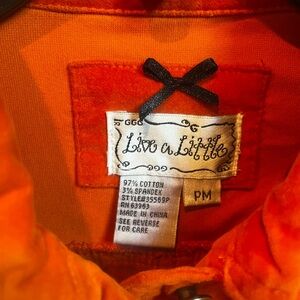 Live a Little
PM
97% COTTON
3% SPANDEX
STYLE#35569P
RN 63963
MADE IN CHINA
SEE REVERSE
FOR CARE